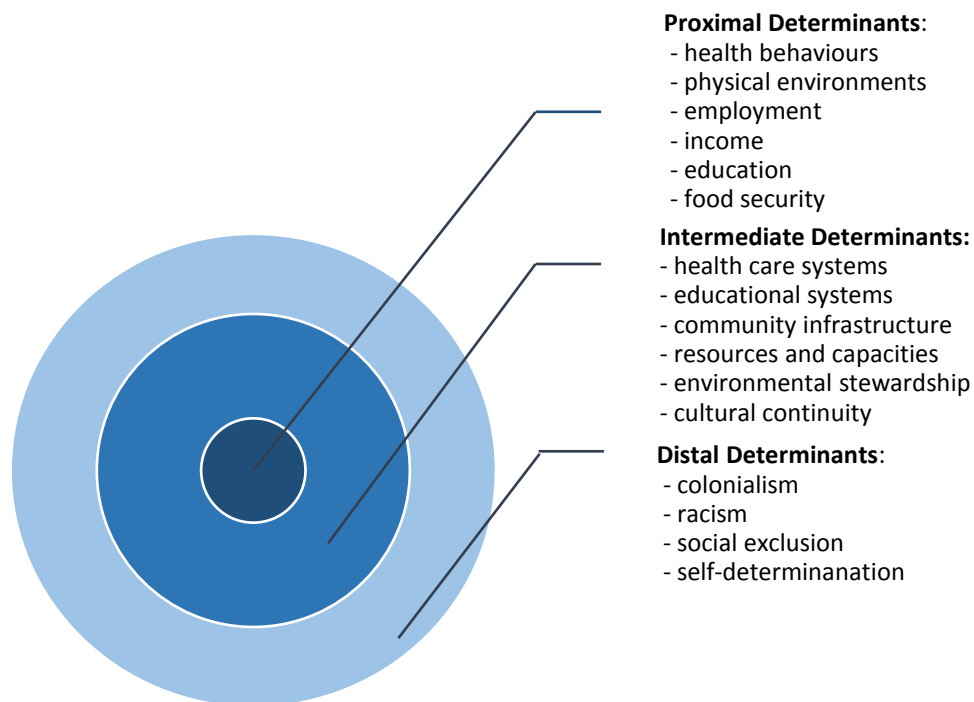 Proximal Determinants:
- health behaviours
- physical environments
- employment
- income
- education
- food security
Intermediate Determinants:
- health care systems
- educational systems
- community infrastructure
- resources and capacities
- environmental stewardship
- cultural continuity
Distal Determinants:
- colonialism
- racism
- social exclusion
- self-determinanation